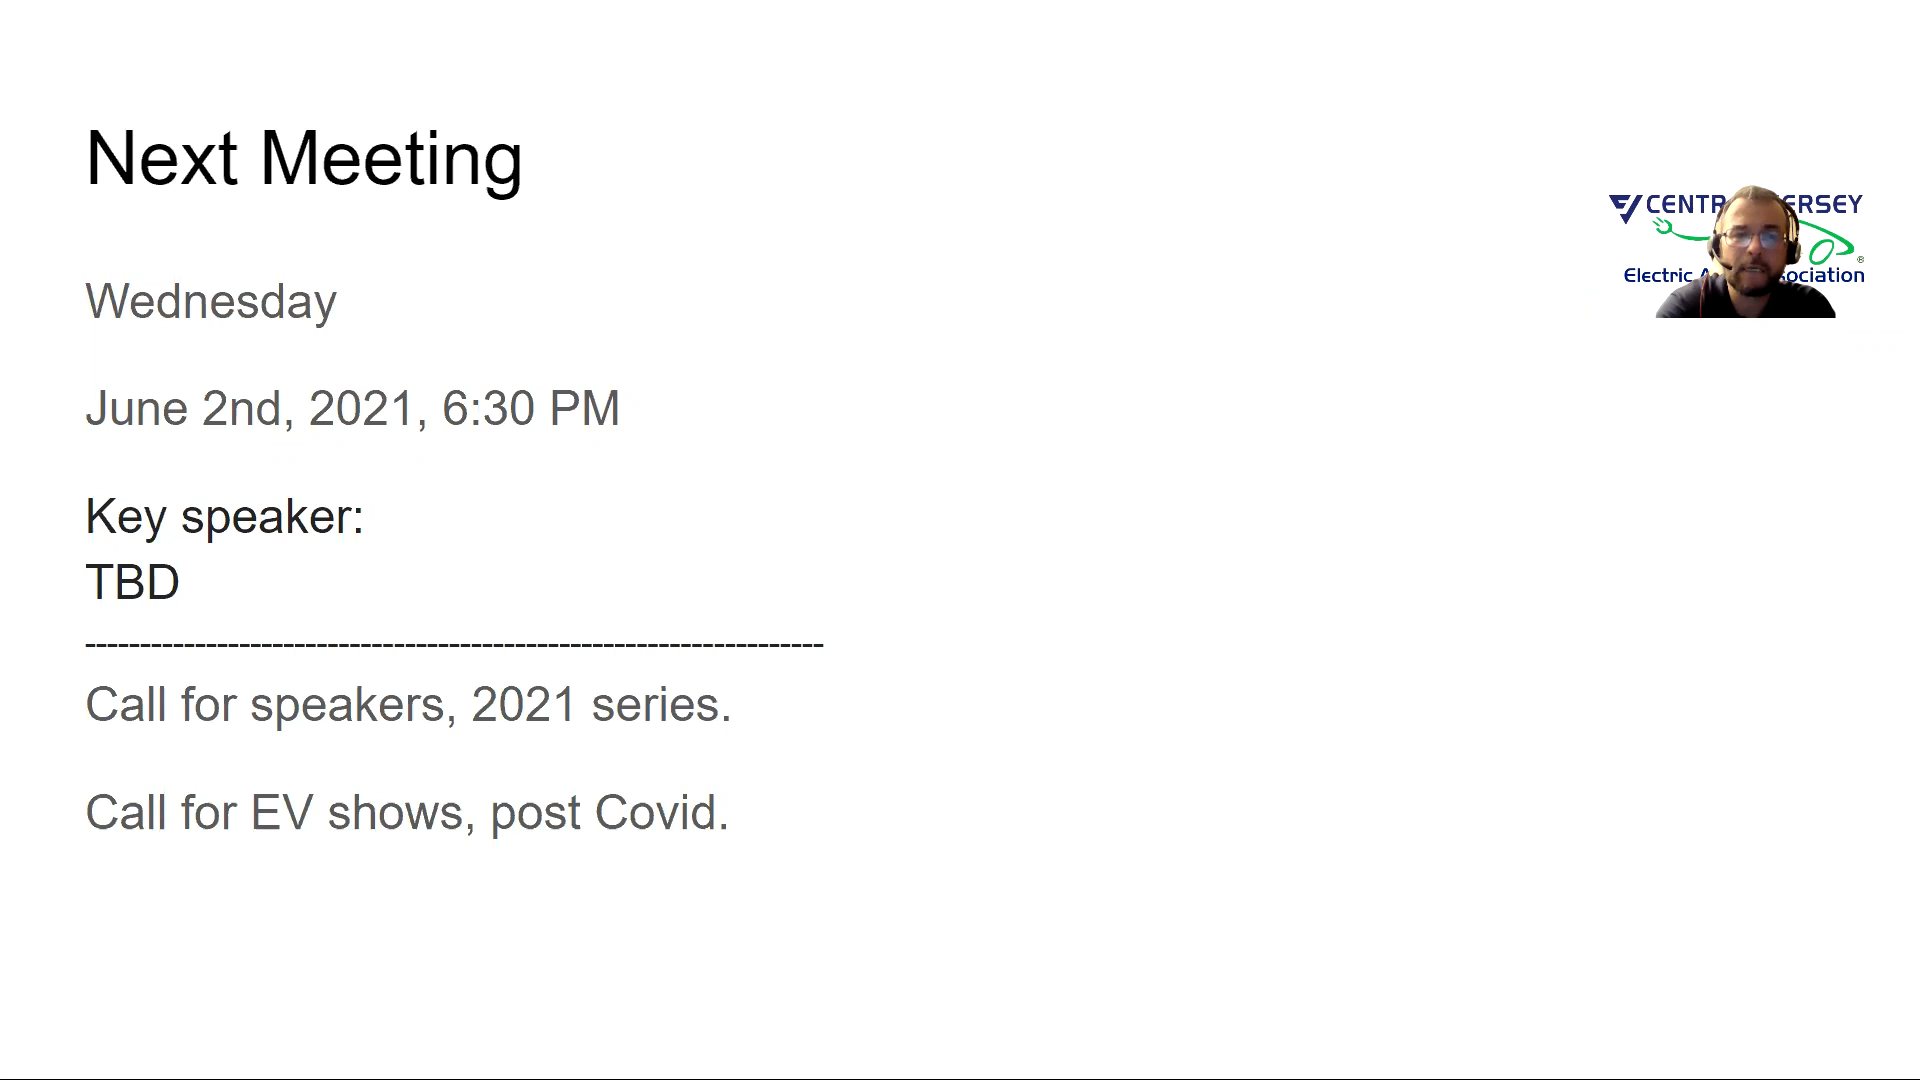 Next Meeting
Wednesday
June 2nd, 2021, 6:30 PM
Key speaker:
TBD
-------------------------------------------------------------------
Call for speakers, 2021 series.
Call for EV shows, post Covid.
EV CENTR ERSEY
®
Electric A ociation